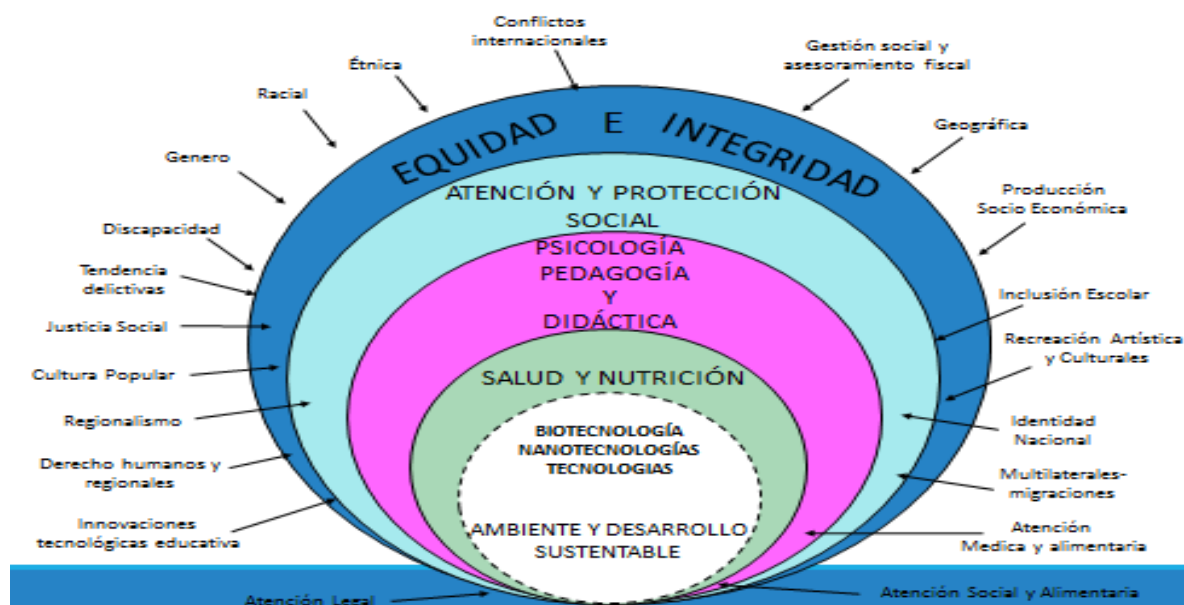 Conflictos
internacionales
Gestión social y
asesoramiento fiscal
Étnica
Racial
Geográfica
Genero
Producción
Socio Económica
Discapacidad
Tendencia
delictivas
Inclusión Escolar
Justicia Social
Recreación Artística
y Culturales
Cultura Popular
Regionalismo
Identidad
Nacional
Derecho humanos y
regionales
Multilaterales-
migraciones
Innovaciones
tecnológicas educativa
Atención
Medica y alimentaria
Atención Legal
Atención Social y Alimentaria
EQUIDAD E INTEGRIDAD
ATENCIÓN Y PROTECCIÓN
SOCIAL
PSICOLOGÍA
PEDAGOGÍA
Y
DIDÁCTICA
SALUD Y NUTRICIÓN
BIOTECNOLOGÍA
NANOTECNOLOGÍAS
TECNOLOGIAS
AMBIENTE Y DESARROLLO
SUSTENTABLE